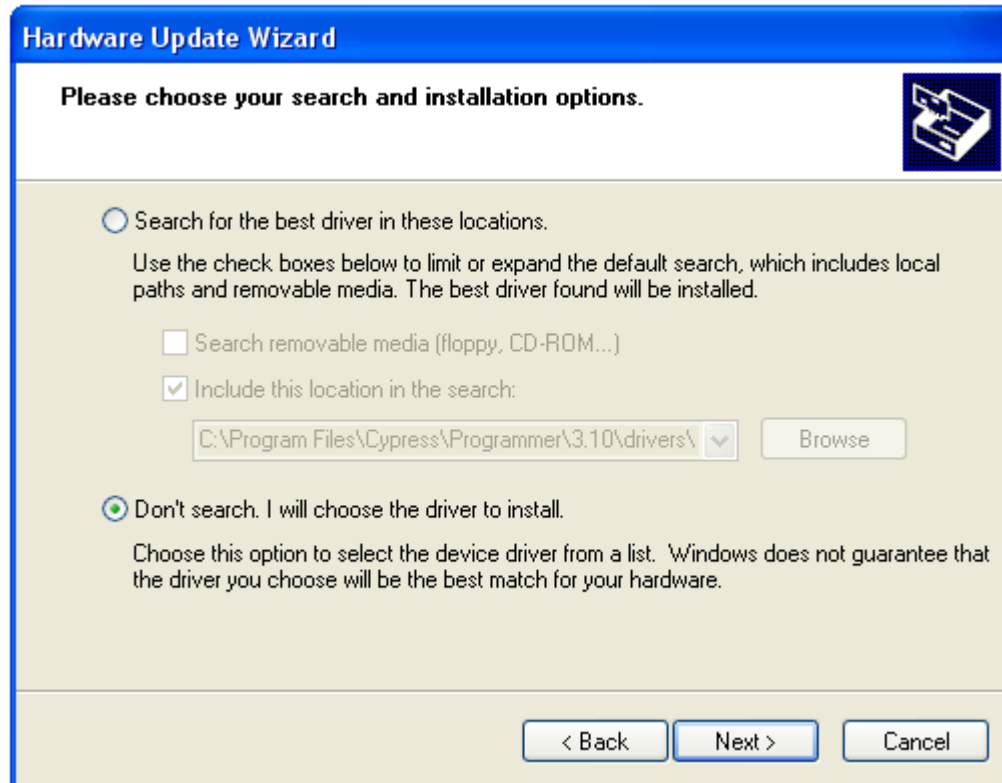 Hardware Update Wizard
Please choose your search and installation options.
Search for the best driver in these locations.
Use the check boxes below to limit or expand the default search, which includes local
paths and removable media. The best driver found will be installed.
Search removable media (floppy, CD-ROM...)
Include this location in the search:
C:\Program Files\Cypress\Programmer\3.10\drivers\
Browse
Don't search. I will choose the driver to install.
Choose this option to select the device driver from a list.  Windows does not guarantee that
the driver you choose will be the best match for your hardware.
< Back Next > Cancel